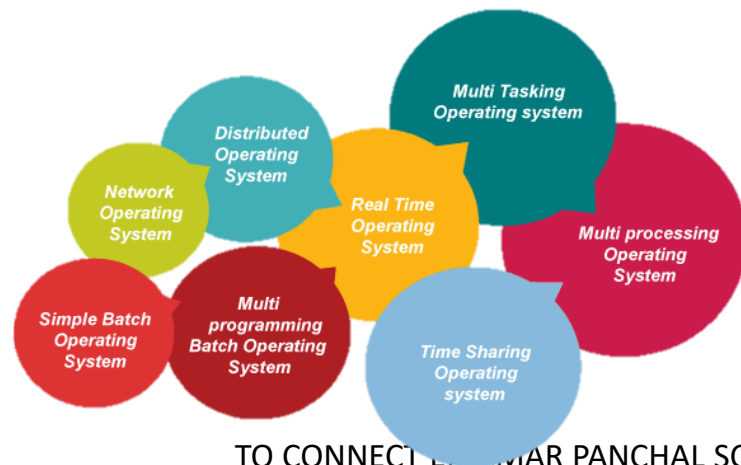 Multi Tasking
Operating system
Distributed
Operating
System
Network
Operating
System
Real Time
Operating
System
Multi processing
Operating
System
Simple Batch
Operating
System
Multi
programming
Batch Operating
System
Time Sharing
Operating
system
TO CONNECT MAR PANCHAL